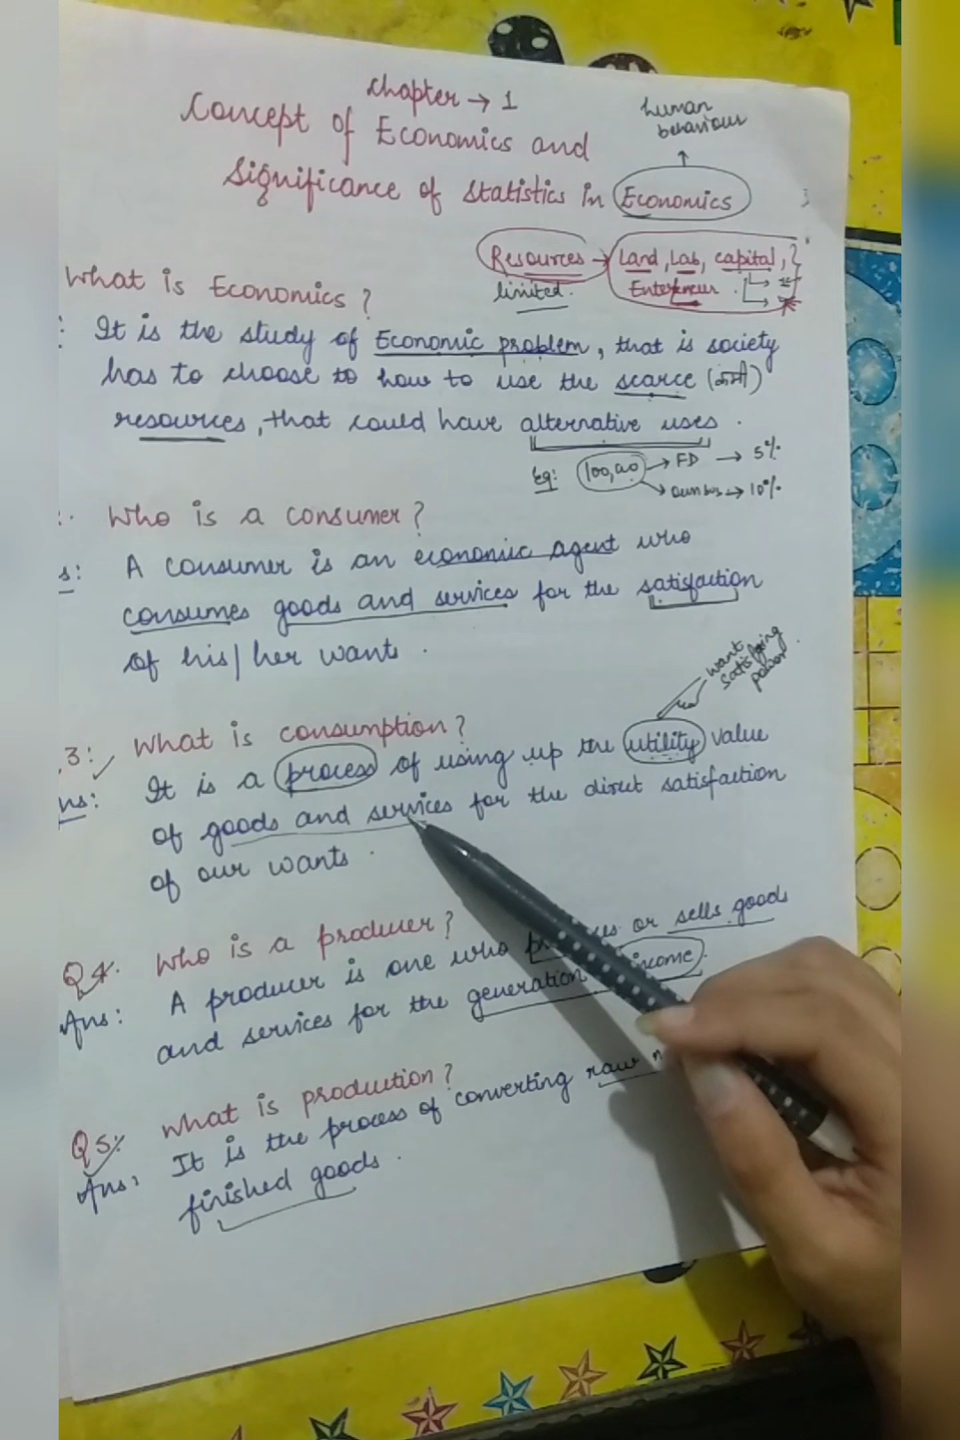 Chapter → 1
Concept of Economics and
Significance of Statistics in Economics
human
behaviour
Resources → Land, Lab, capital,
limited.
Enterpreneur
What is Economics?
It is the study of Economic problem, that is society
has to choose to how to use the scarce (कमी)
resources, that could have alternative uses.
Eg: 100,00 → FD → 5%
→ own bus → 10%
Who is a consumer?
s: A consumer is an economic agent who
consumes goods and services for the satisfaction
of his/her wants.
want
satisfying
power
3: What is consumption?
ns: It is a process of using up the utility value
of goods and services for the direct satisfaction
of our wants.
Q4. Who is a producer?
Ans: A producer is one who or sells goods
and services for the generation income.
Q5: what is production?
Ans: It is the process of converting raw
finished goods.